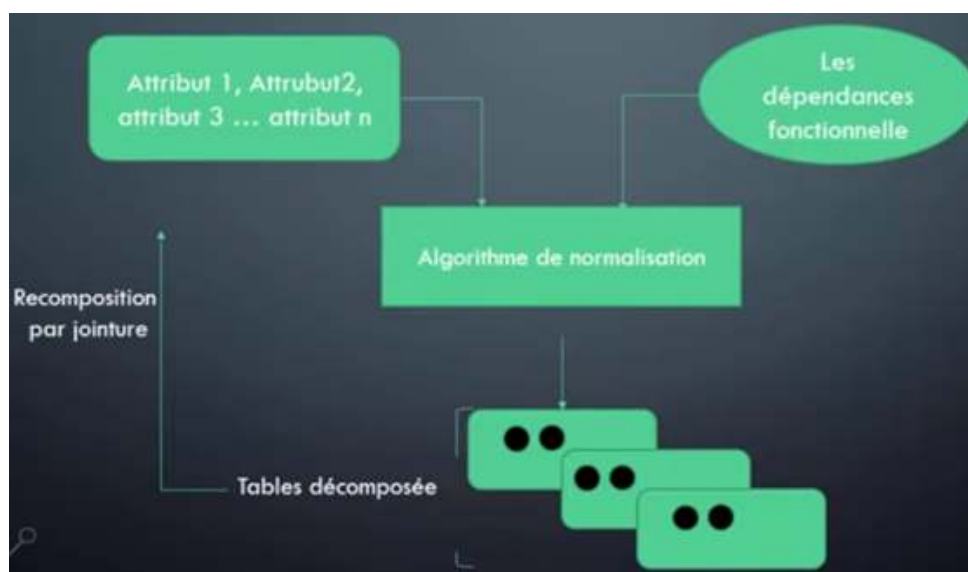 Attribut 1, Attrubut2,
attribut 3 ... attribut n
Les
dépendances
fonctionnelle
Algorithme de normalisation
Recomposition
par jointure
Tables décomposée